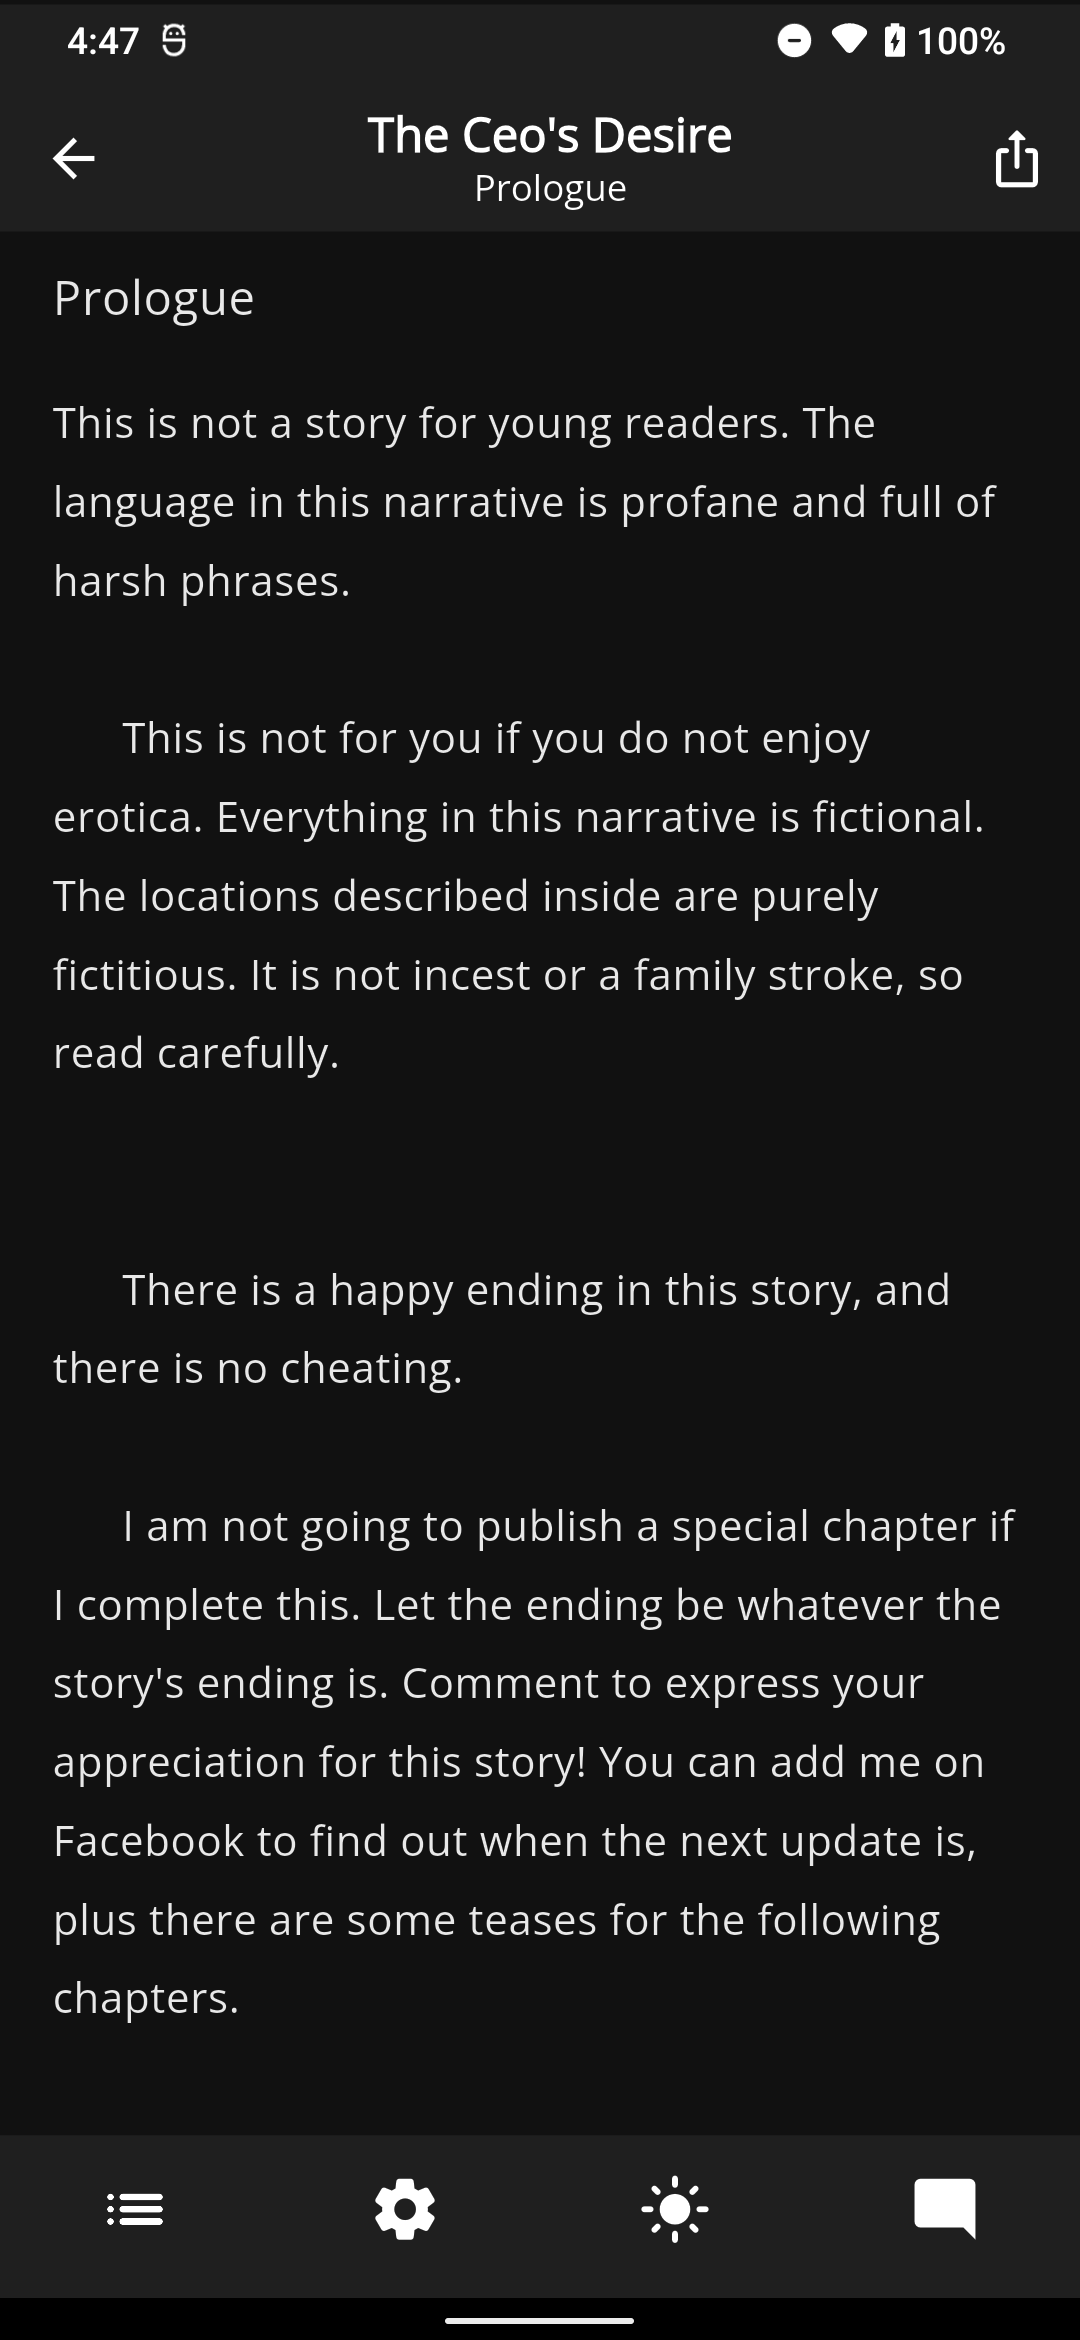 4:47
100%
The Ceo's Desire
Prologue
Prologue
This is not a story for young readers. The
language in this narrative is profane and full of
harsh phrases.
This is not for you if you do not enjoy
erotica. Everything in this narrative is fictional.
The locations described inside are purely
fictitious. It is not incest or a family stroke, so
read carefully.
There is a happy ending in this story, and
there is no cheating.
I am not going to publish a special chapter if
I complete this. Let the ending be whatever the
story's ending is. Comment to express your
appreciation for this story! You can add me on
Facebook to find out when the next update is,
plus there are some teases for the following
chapters.